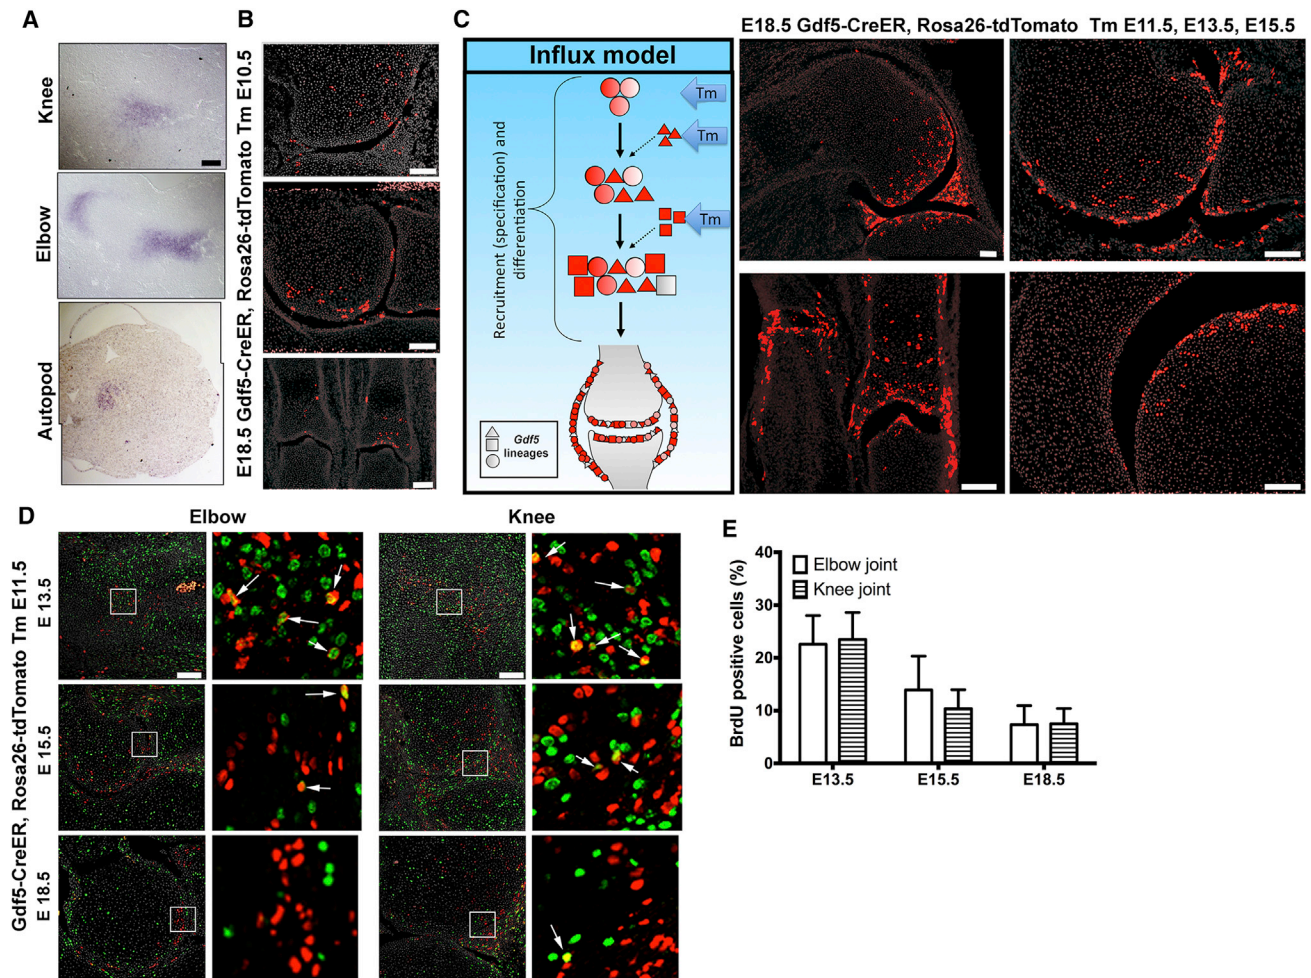 A
Knee
Elbow
Autopod
B
E18.5 Gdf5-CreER, Rosa26-tdTomato Tm E10.5
C
Influx model
Recruitment (specification) and
differentiation
Tm
Tm
Tm
Gdf5
lineages
E18.5 Gdf5-CreER, Rosa26-tdTomato Tm E11.5, E13.5, E15.5
D
Elbow
Knee
Gdf5-CreER, Rosa26-tdTomato Tm E11.5
E 13.5
E 15.5
E 18.5
E
BrdU positive cells (%)
40
30
20
10
0
Elbow joint
Knee joint
E13.5
E15.5
E18.5